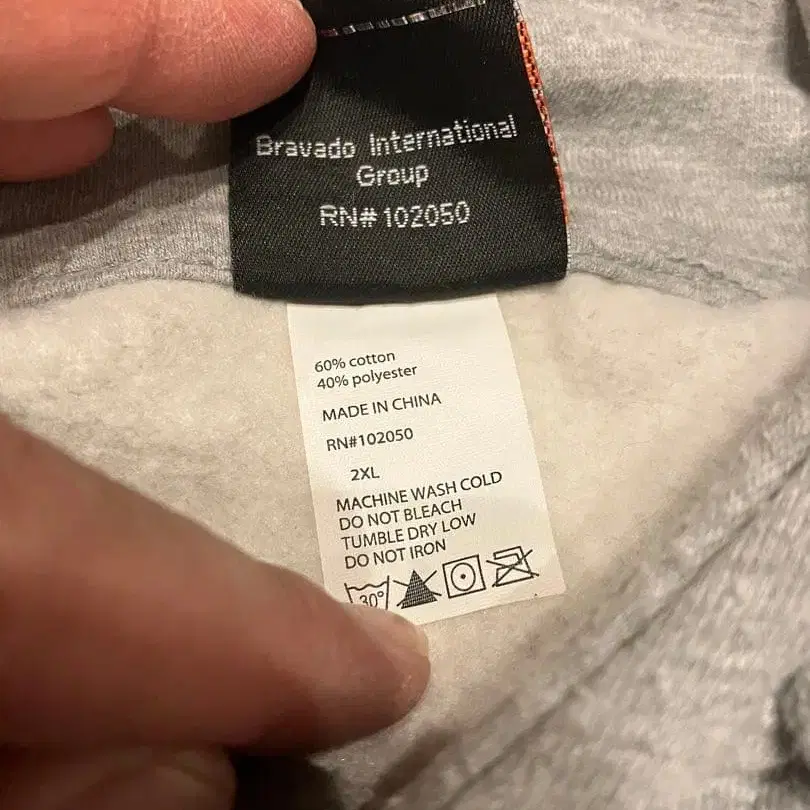 Bravado International
Group
RN# 102050
60% cotton
40% polyester
MADE IN CHINA
RN#102050
2XL
MACHINE WASH COLD
DO NOT BLEACH
TUMBLE DRY LOW
DO NOT IRON
30°